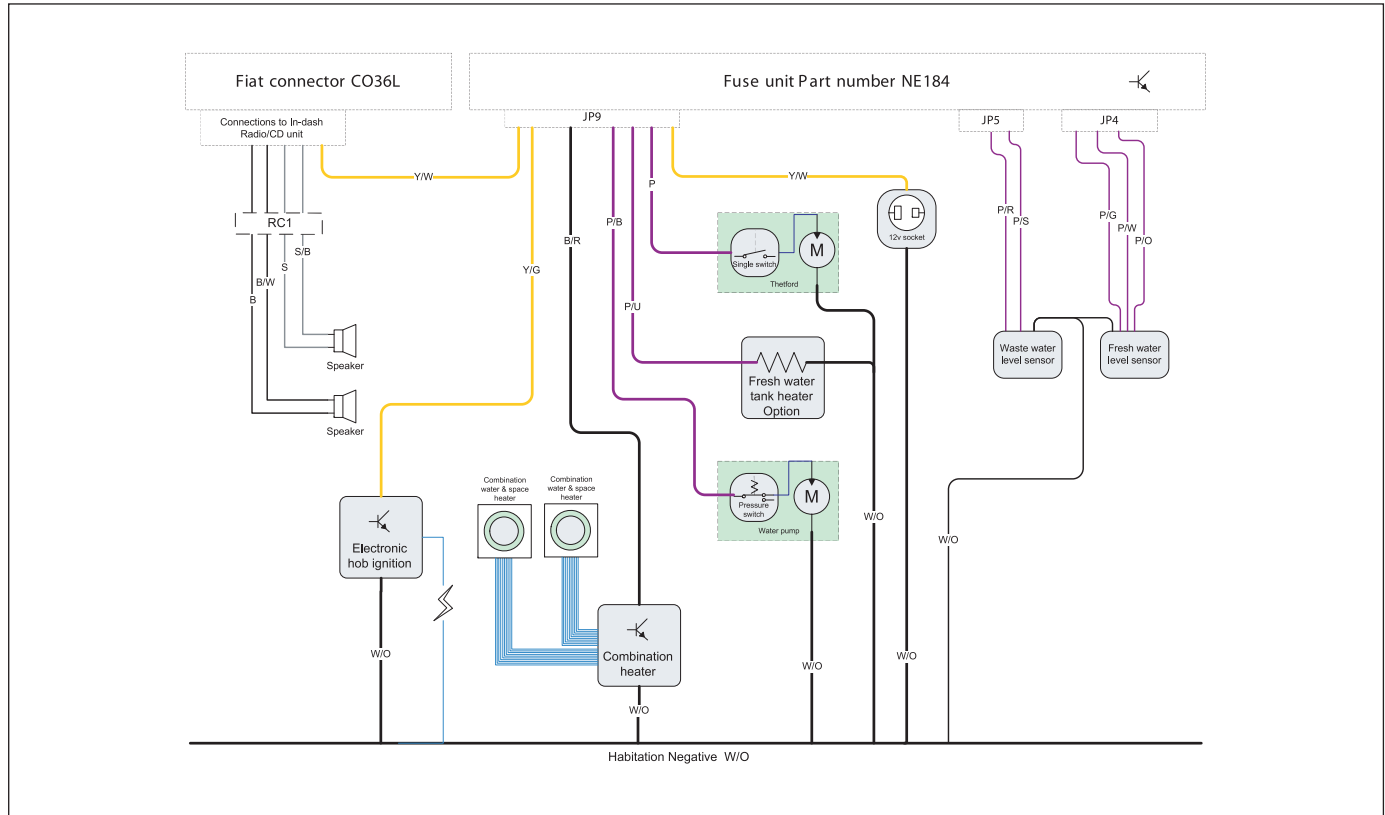 Fiat connector CO36L
Fuse unit Part number NE184
Connections to In-dash
Radio/CD unit
JP9
JP5
JP4
Y/W
P
Y/W
RC1
12v socket
P/R
P/S
P/G
P/W
P/O
S/B
S
B/W
B
Y/G
B/R
P/B
P/U
Single switch
M
Thetford
Speaker
Speaker
Waste water
level sensor
Fresh water
level sensor
Fresh water
tank heater
Option
Combination
water & space
heater
Combination
water & space
heater
Pressure
switch
M
Water pump
Electronic
hob ignition
W/O
W/O
Combination
heater
W/O
W/O
W/O
W/O
Habitation Negative W/O